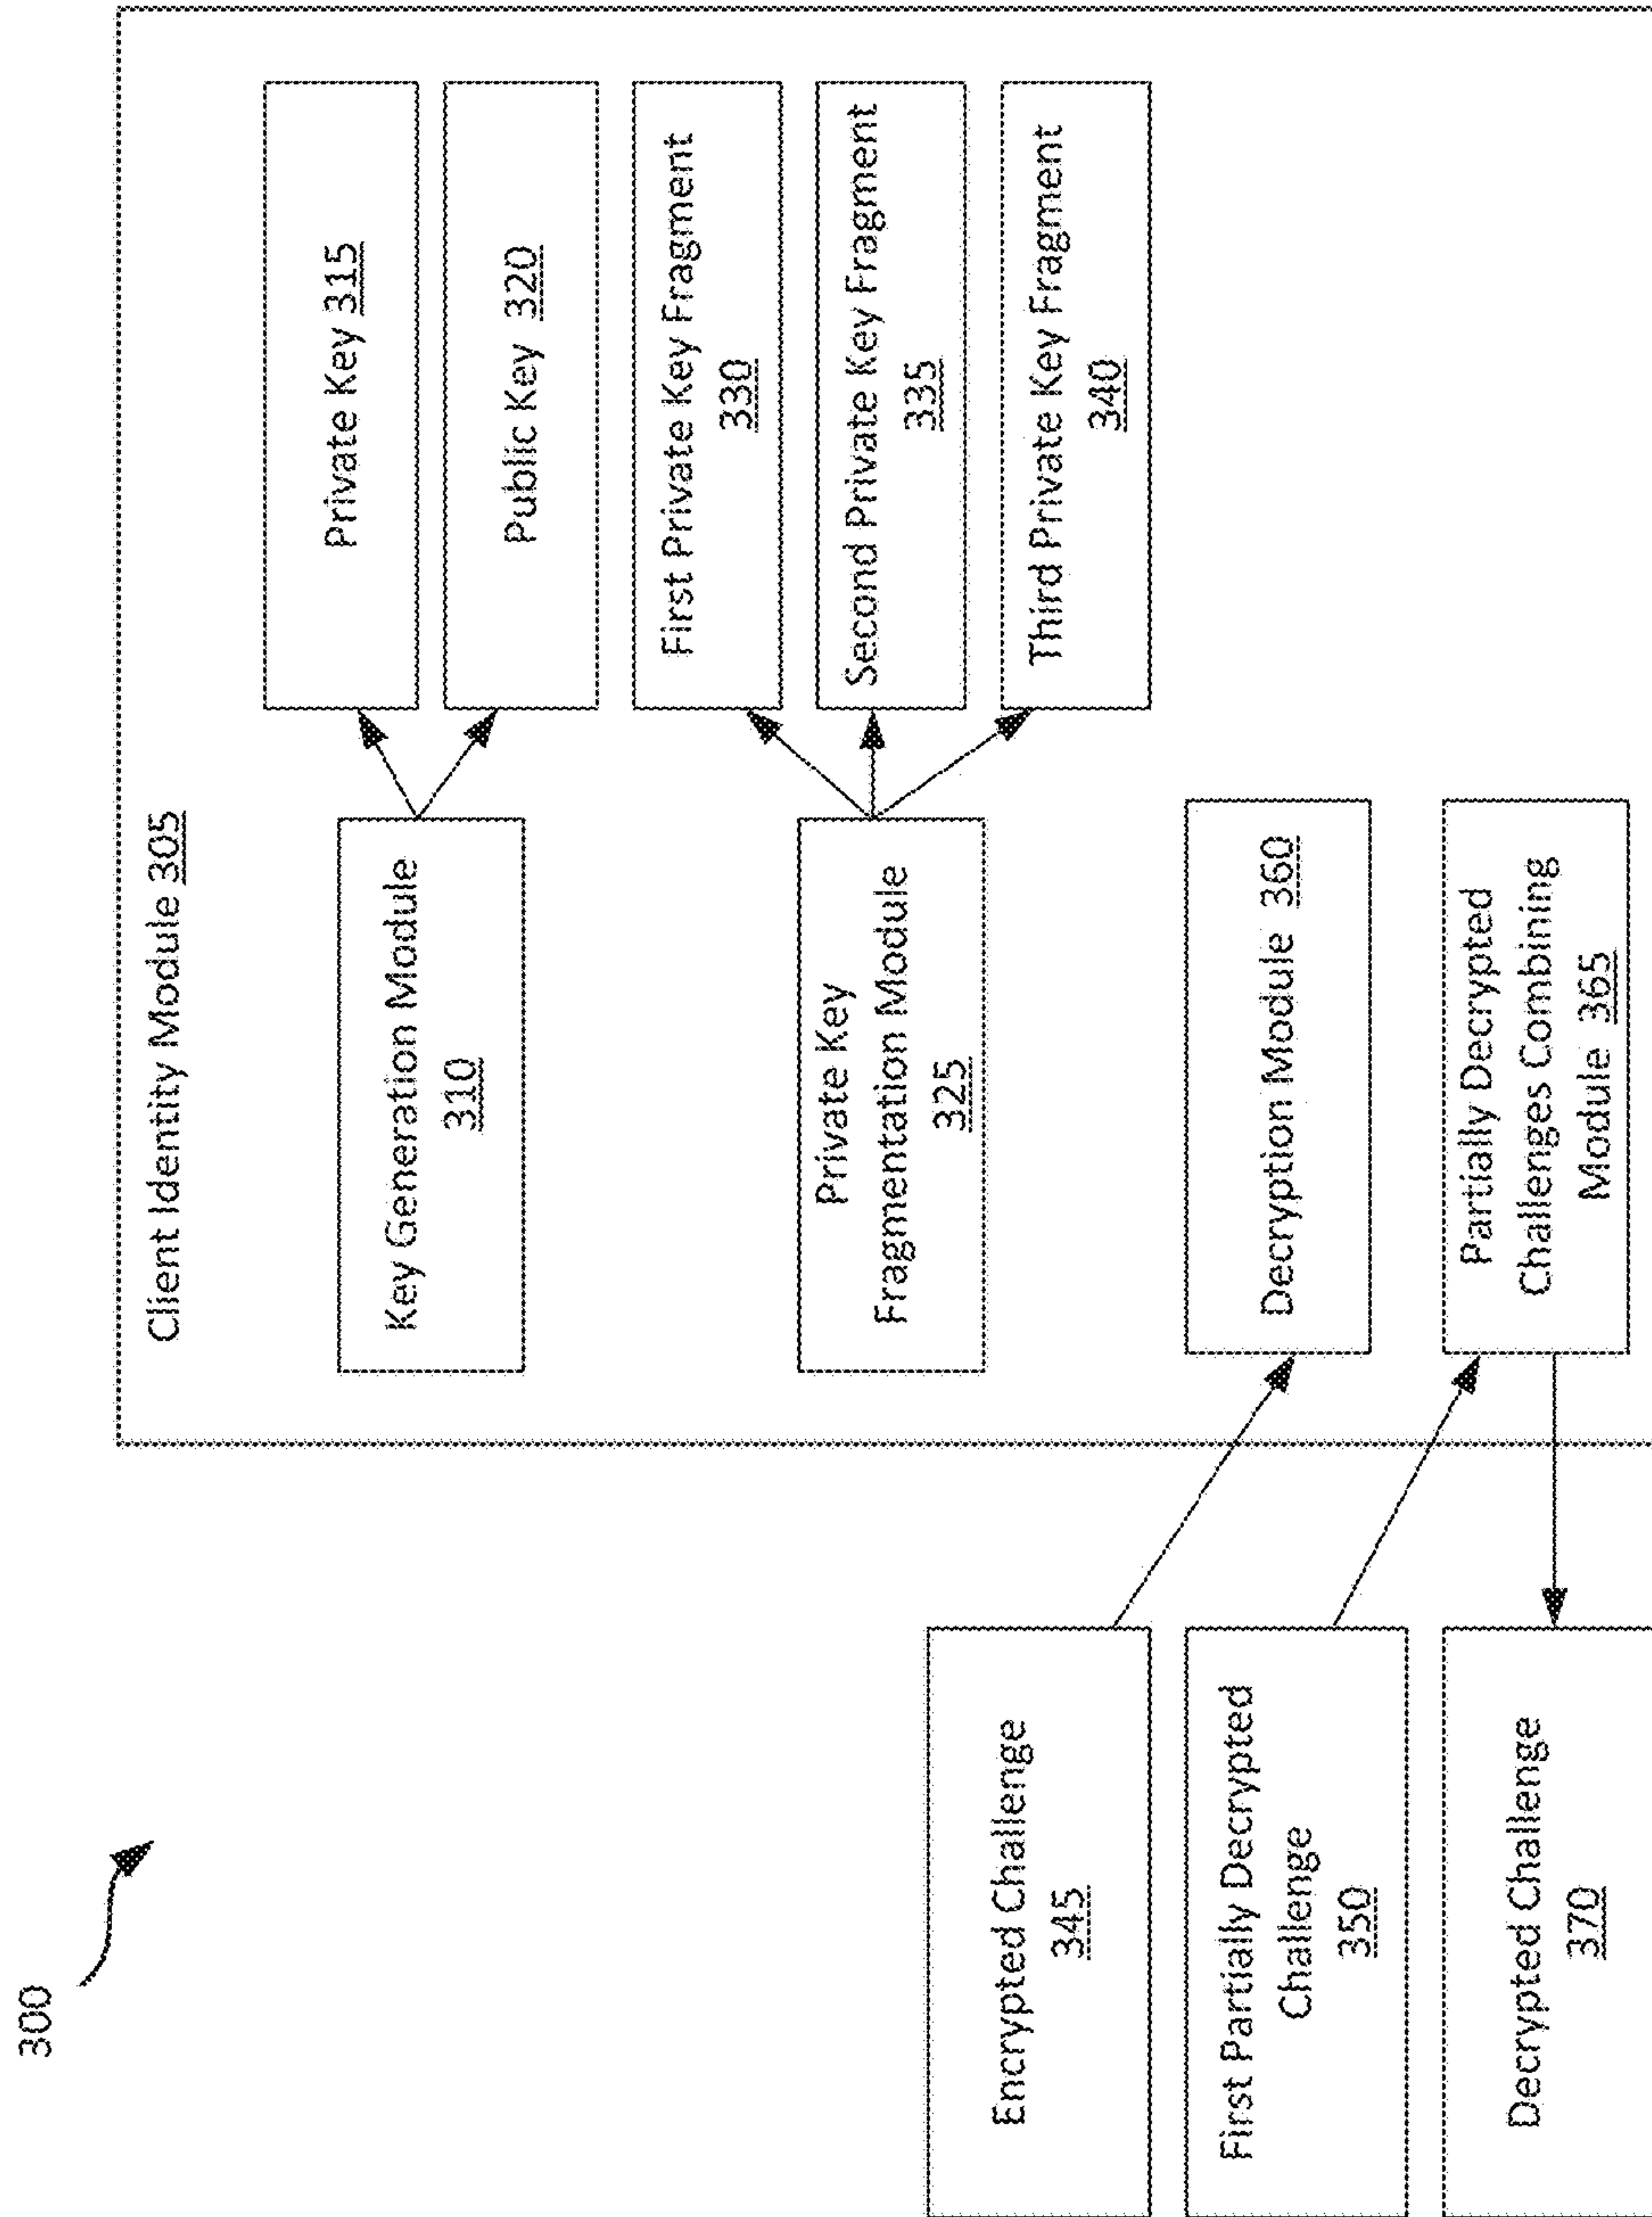 300
Client Identity Module 305
Key Generation Module
310
Private Key 315
Public Key 320
Private Key
Fragmentation Module
325
First Private Key Fragment
330
Second Private Key Fragment
335
Third Private Key Fragment
340
Encrypted Challenge
345
Decryption Module 360
First Partially Decrypted
Challenge
350
Partially Decrypted
Challenges Combining
Module 365
Decrypted Challenge
370